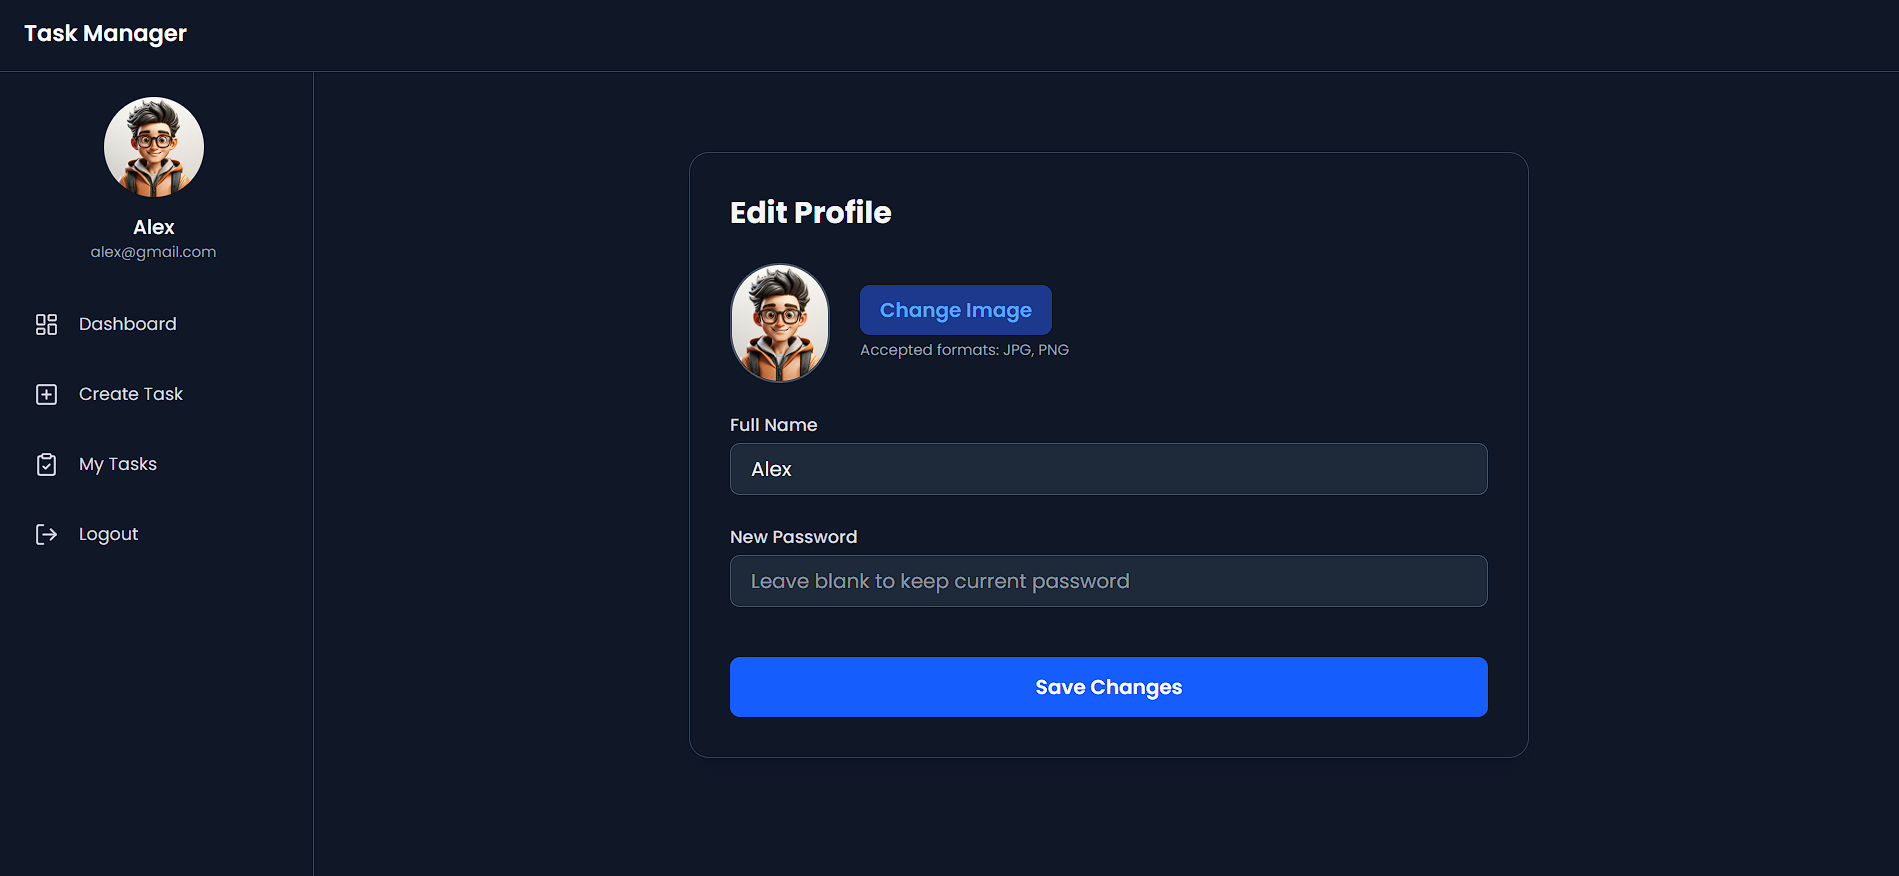 Task Manager
Alex
alex@gmail.com
Dashboard
Create Task
My Tasks
Logout
Edit Profile
Change Image
Accepted formats: JPG, PNG
Full Name
Alex
New Password
Leave blank to keep current password
Save Changes